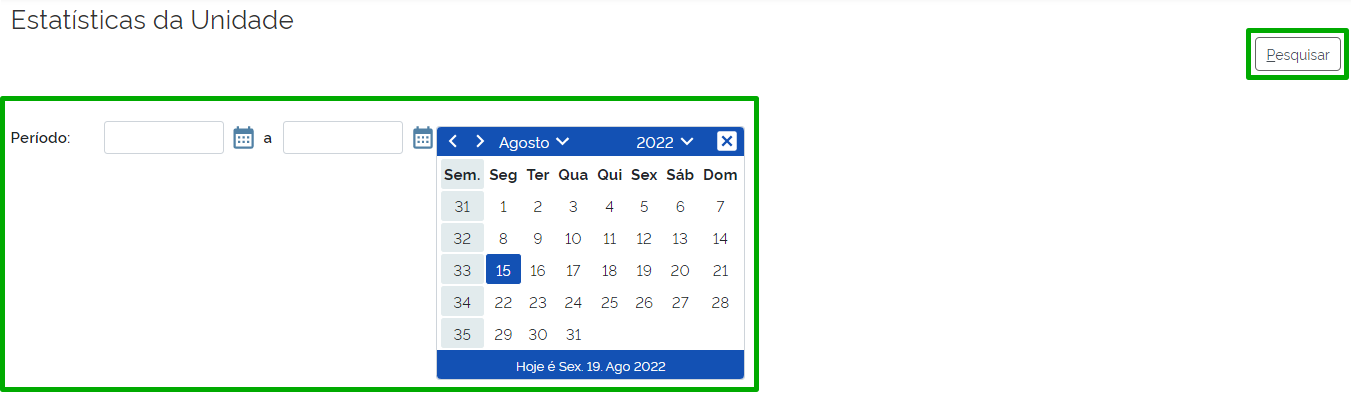 Estatísticas da Unidade
Pesquisar
Período: a
Agosto 2022
Sem. Seg Ter Qua Qui Sex Sáb Dom
31 1 2 3 4 5 6 7
32 8 9 10 11 12 13 14
33 15 16 17 18 19 20 21
34 22 23 24 25 26 27 28
35 29 30 31
Hoje é Sex. 19. Ago 2022